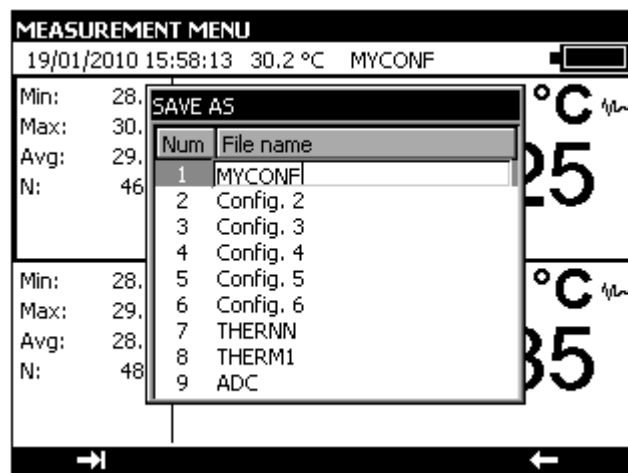 MEASUREMENT MENU
19/01/2010 15:58:13 30.2 °C MYCONF
Min: 28.
Max: 30.
Avg: 29.
N: 46
°C
25
SAVE AS
Num File name
1 MYCONF
2 Config. 2
3 Config. 3
4 Config. 4
5 Config. 5
6 Config. 6
7 THERNN
8 THERM1
9 ADC
Min: 28.
Max: 29.
Avg: 28.
N: 48
°C
35